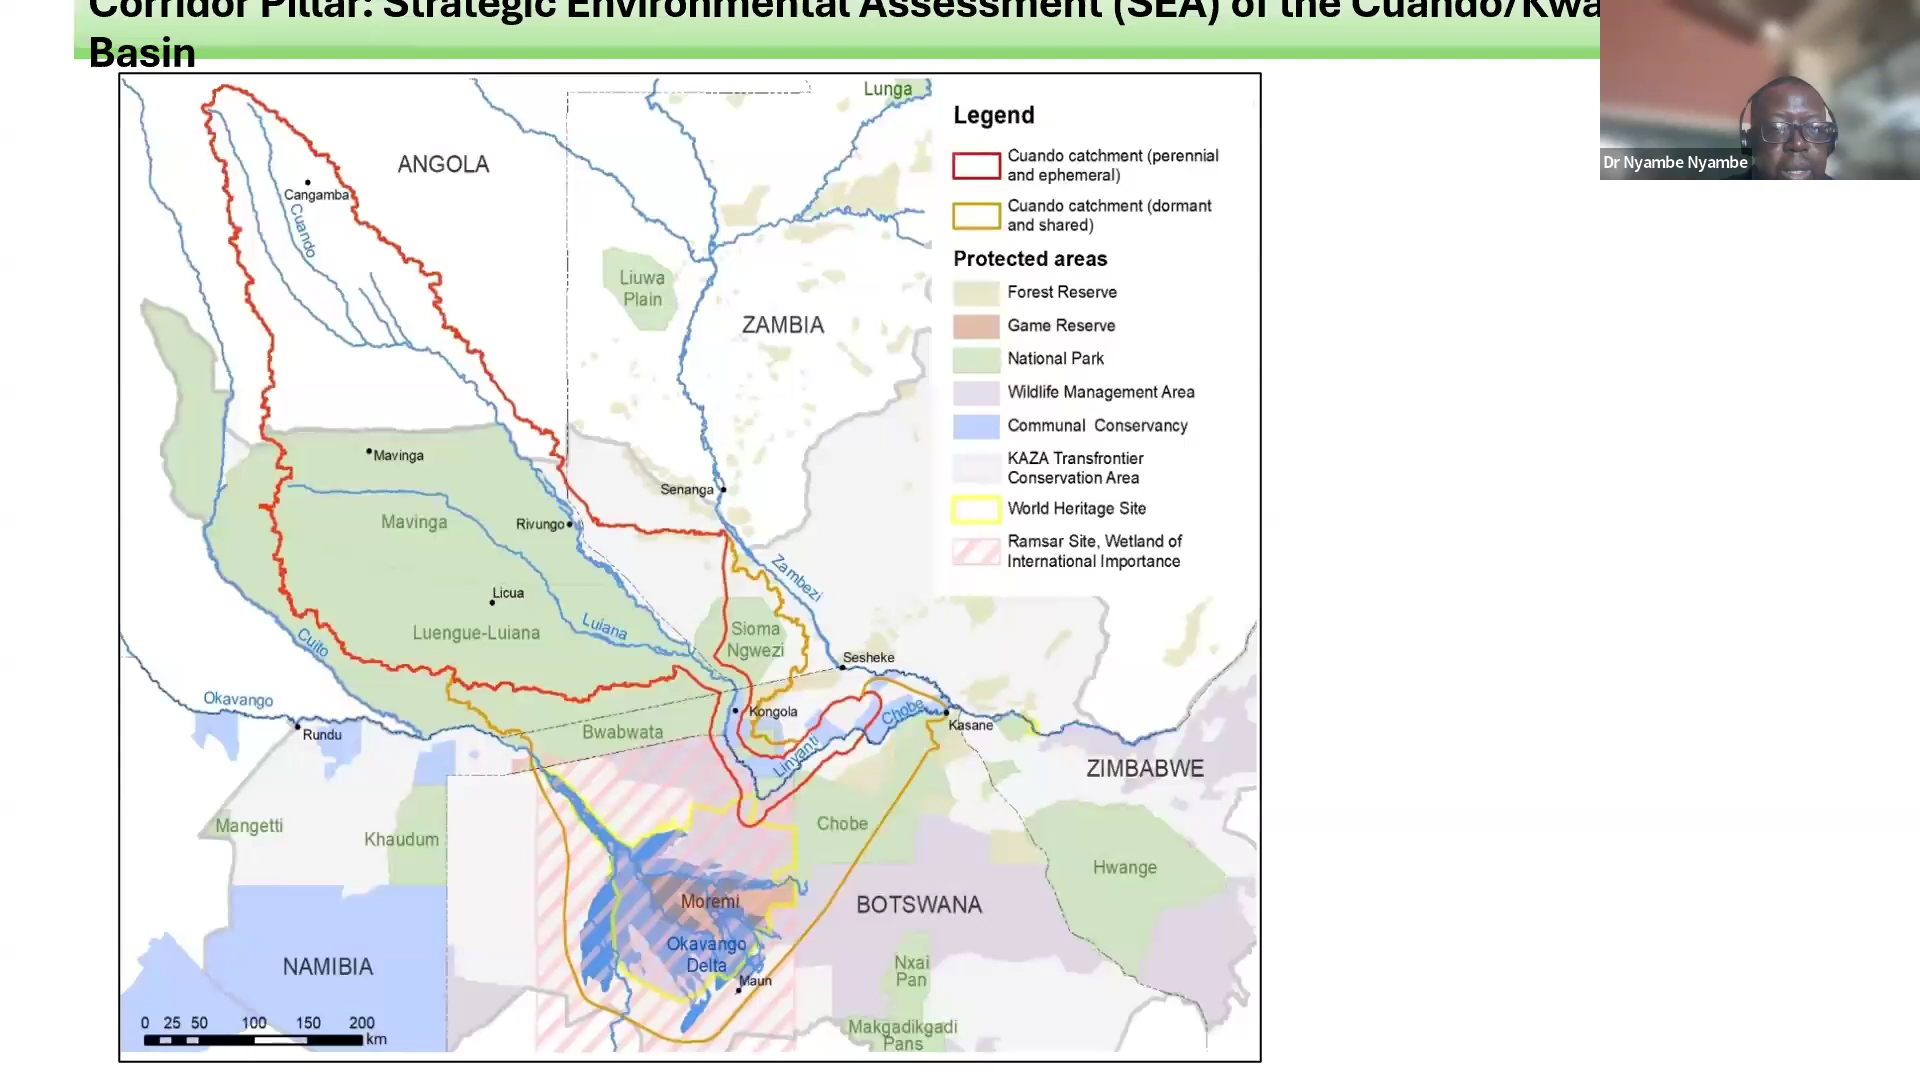 Corridor Pillar: Strategic Environmental Assessment (SEA) of the Cuando/Kwa
Basin
Dr Nyambe Nyambe
Legend
Cuando catchment (perennial
and ephemeral)
Cuando catchment (dormant
and shared)
Protected areas
Forest Reserve
Game Reserve
National Park
Wildlife Management Area
Communal Conservancy
KAZA Transfrontier
Conservation Area
World Heritage Site
Ramsar Site, Wetland of
International Importance
Lunga
ANGOLA
Cangamba
Cuando
Liuwa
Plain
ZAMBIA
Mavinga
Senanga
Mavinga
Rivungo
Zambezi
Licua
Luengue-Luiana
Luiana
Sioma
Ngwezi
Cuito
Sesheke
Okavango
Rundu
Kongola
Chobe
Kasane
Bwabwata
Linyanti
ZIMBABWE
Mangetti
Khaudum
Chobe
Hwange
Moremi
BOTSWANA
Okavango
Delta
NAMIBIA
Maun
Nxai
Pan
Makgadikgadi
Pans
0 25 50 100 150 200
km